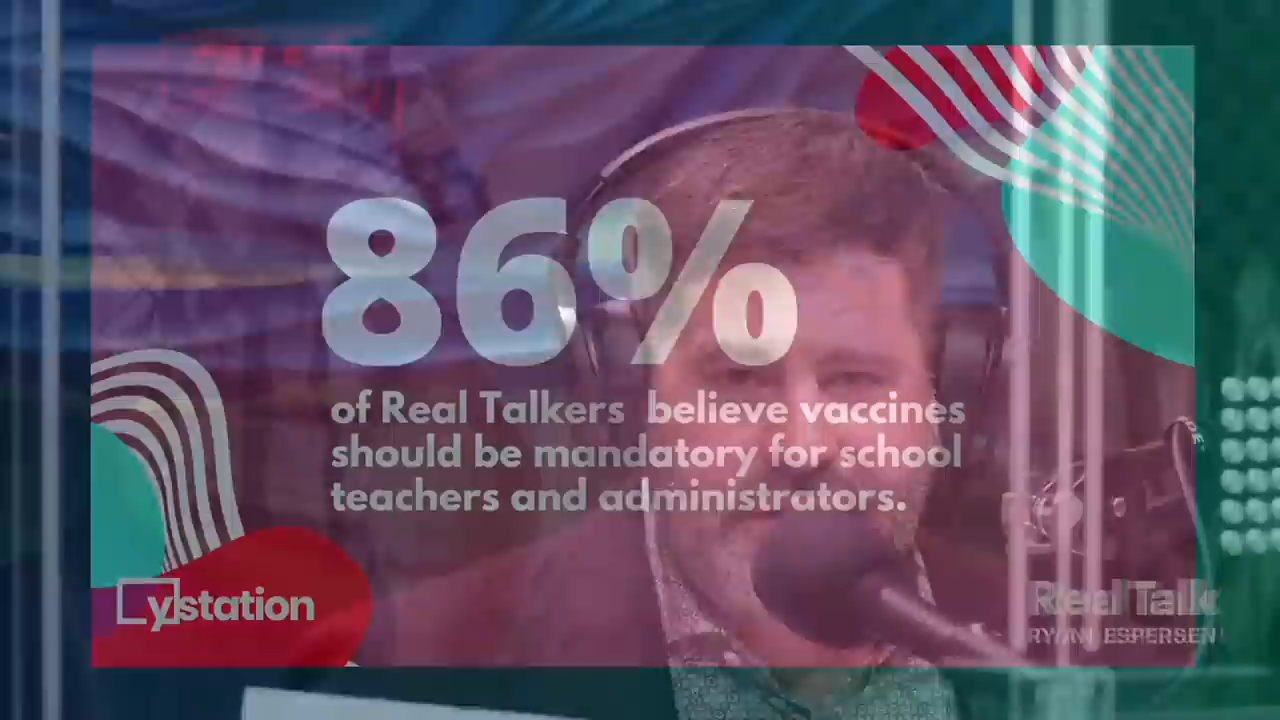 86%
of Real Talkers believe vaccines
should be mandatory for school
teachers and administrators.
ystation
Real Talk
RYAN ESPERSEN